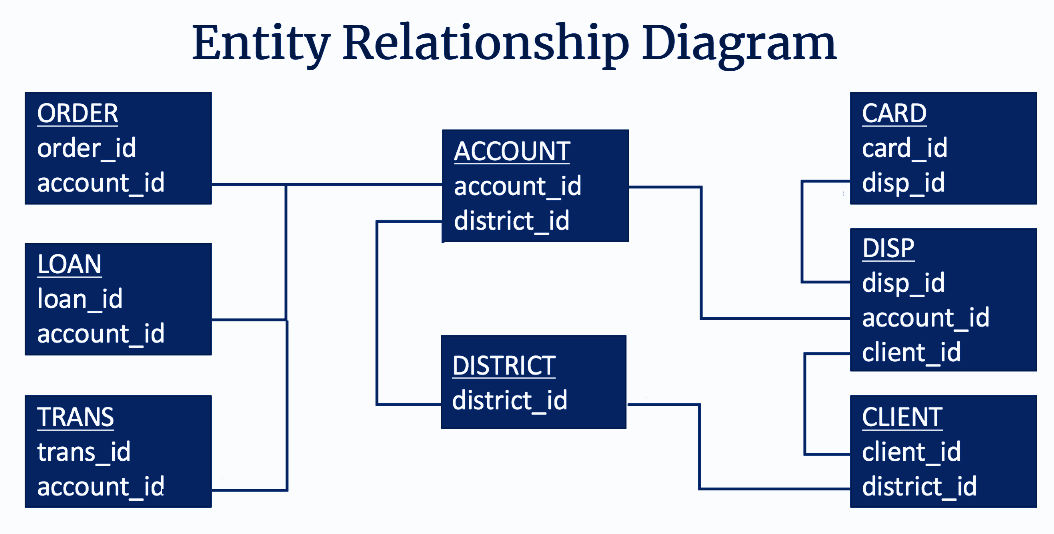 Entity Relationship Diagram
ORDER
order_id
account_id
LOAN
loan_id
account_id
TRANS
trans_id
account_id
ACCOUNT
account_id
district_id
DISTRICT
district_id
CARD
card_id
disp_id
DISP
disp_id
account_id
client_id
CLIENT
client_id
district_id